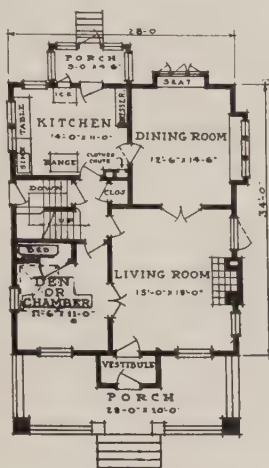 28-0
PORCH
9-0 X 4-6
ICE
DRESSER
SEAT
TABLE
KITCHEN
14-0 X 11-0
SINK
RANGE
CLOTHES
CHUTE
DINING ROOM
12-6 X 14-6
34-0
DOWN
CLOS
UP
BED
DEN
OR
CHAMBER
11-6 X 11-0
LIVING ROOM
15-0 X 19-0
VESTIBULE
PORCH
28-0 X 10-0